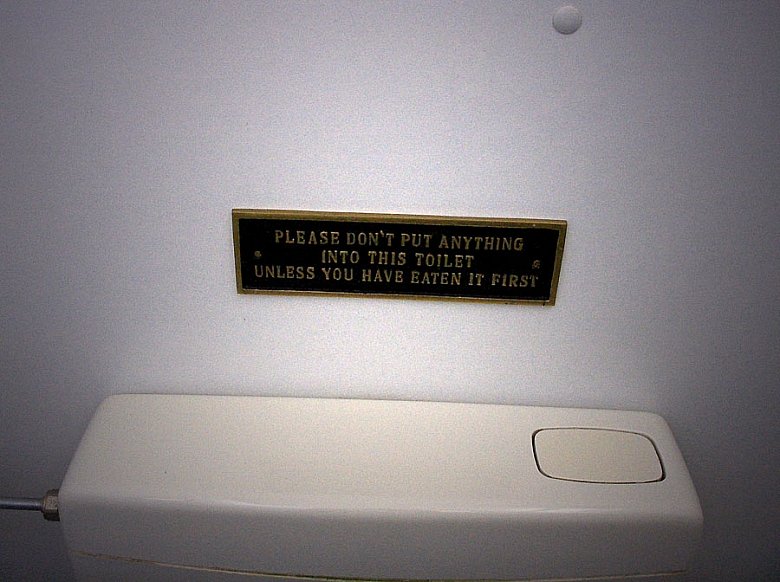 PLEASE DON'T PUT ANYTHING
INTO THIS TOILET
UNLESS YOU HAVE EATEN IT FIRST